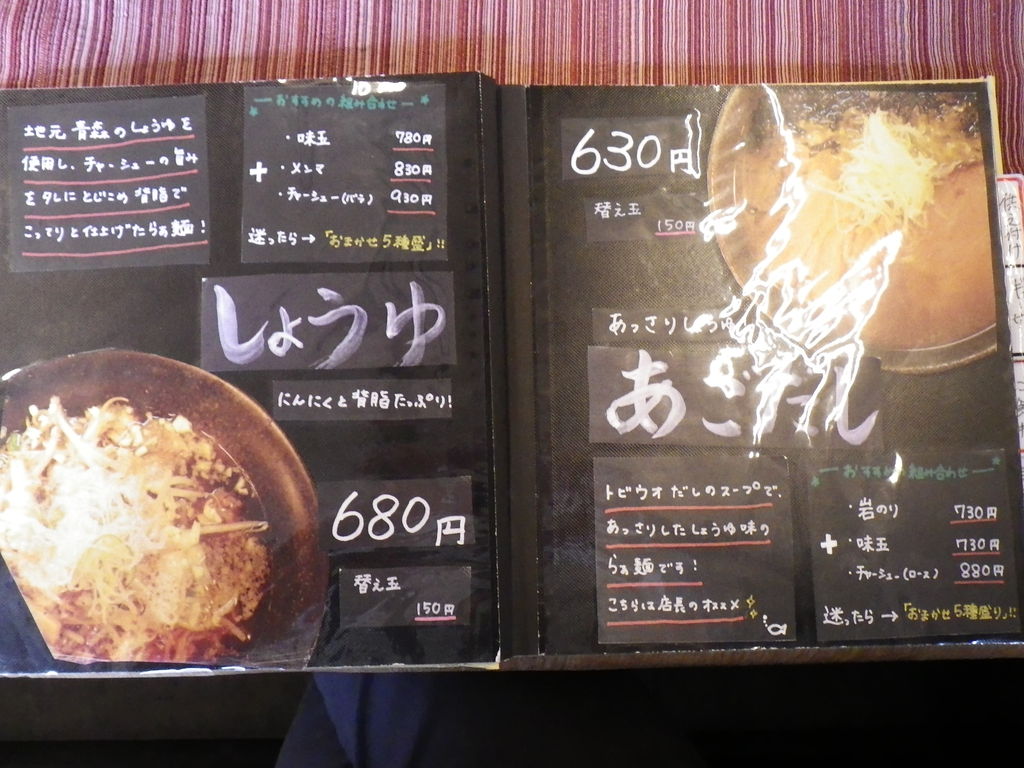 地元 青森のしょうゆを
使用し、チャーシューの旨み
をタレにとじこめ 背脂で
こってりと仕上げたらぁ麺!
おすすめの組み合わせ
・味玉 780円
+ ・メンマ 830円
・チャーシュー(バラ) 930円
迷ったら→「おまかせ5種盛」!!
しょうゆ
にんにくと背脂たっぷり!
680円
替え玉
150円
630円
替え玉
150円
あっさりしょうゆ
あごだし
トビウオだしのスープで、
あっさりしたしょうゆ味の
らぁ麺です!
こちらは店長のオススメ
おすすめの組み合わせ
・岩のり 730円
+ ・味玉 730円
・チャーシュー(ロース) 880円
迷ったら→「おまかせ5種盛り」!!